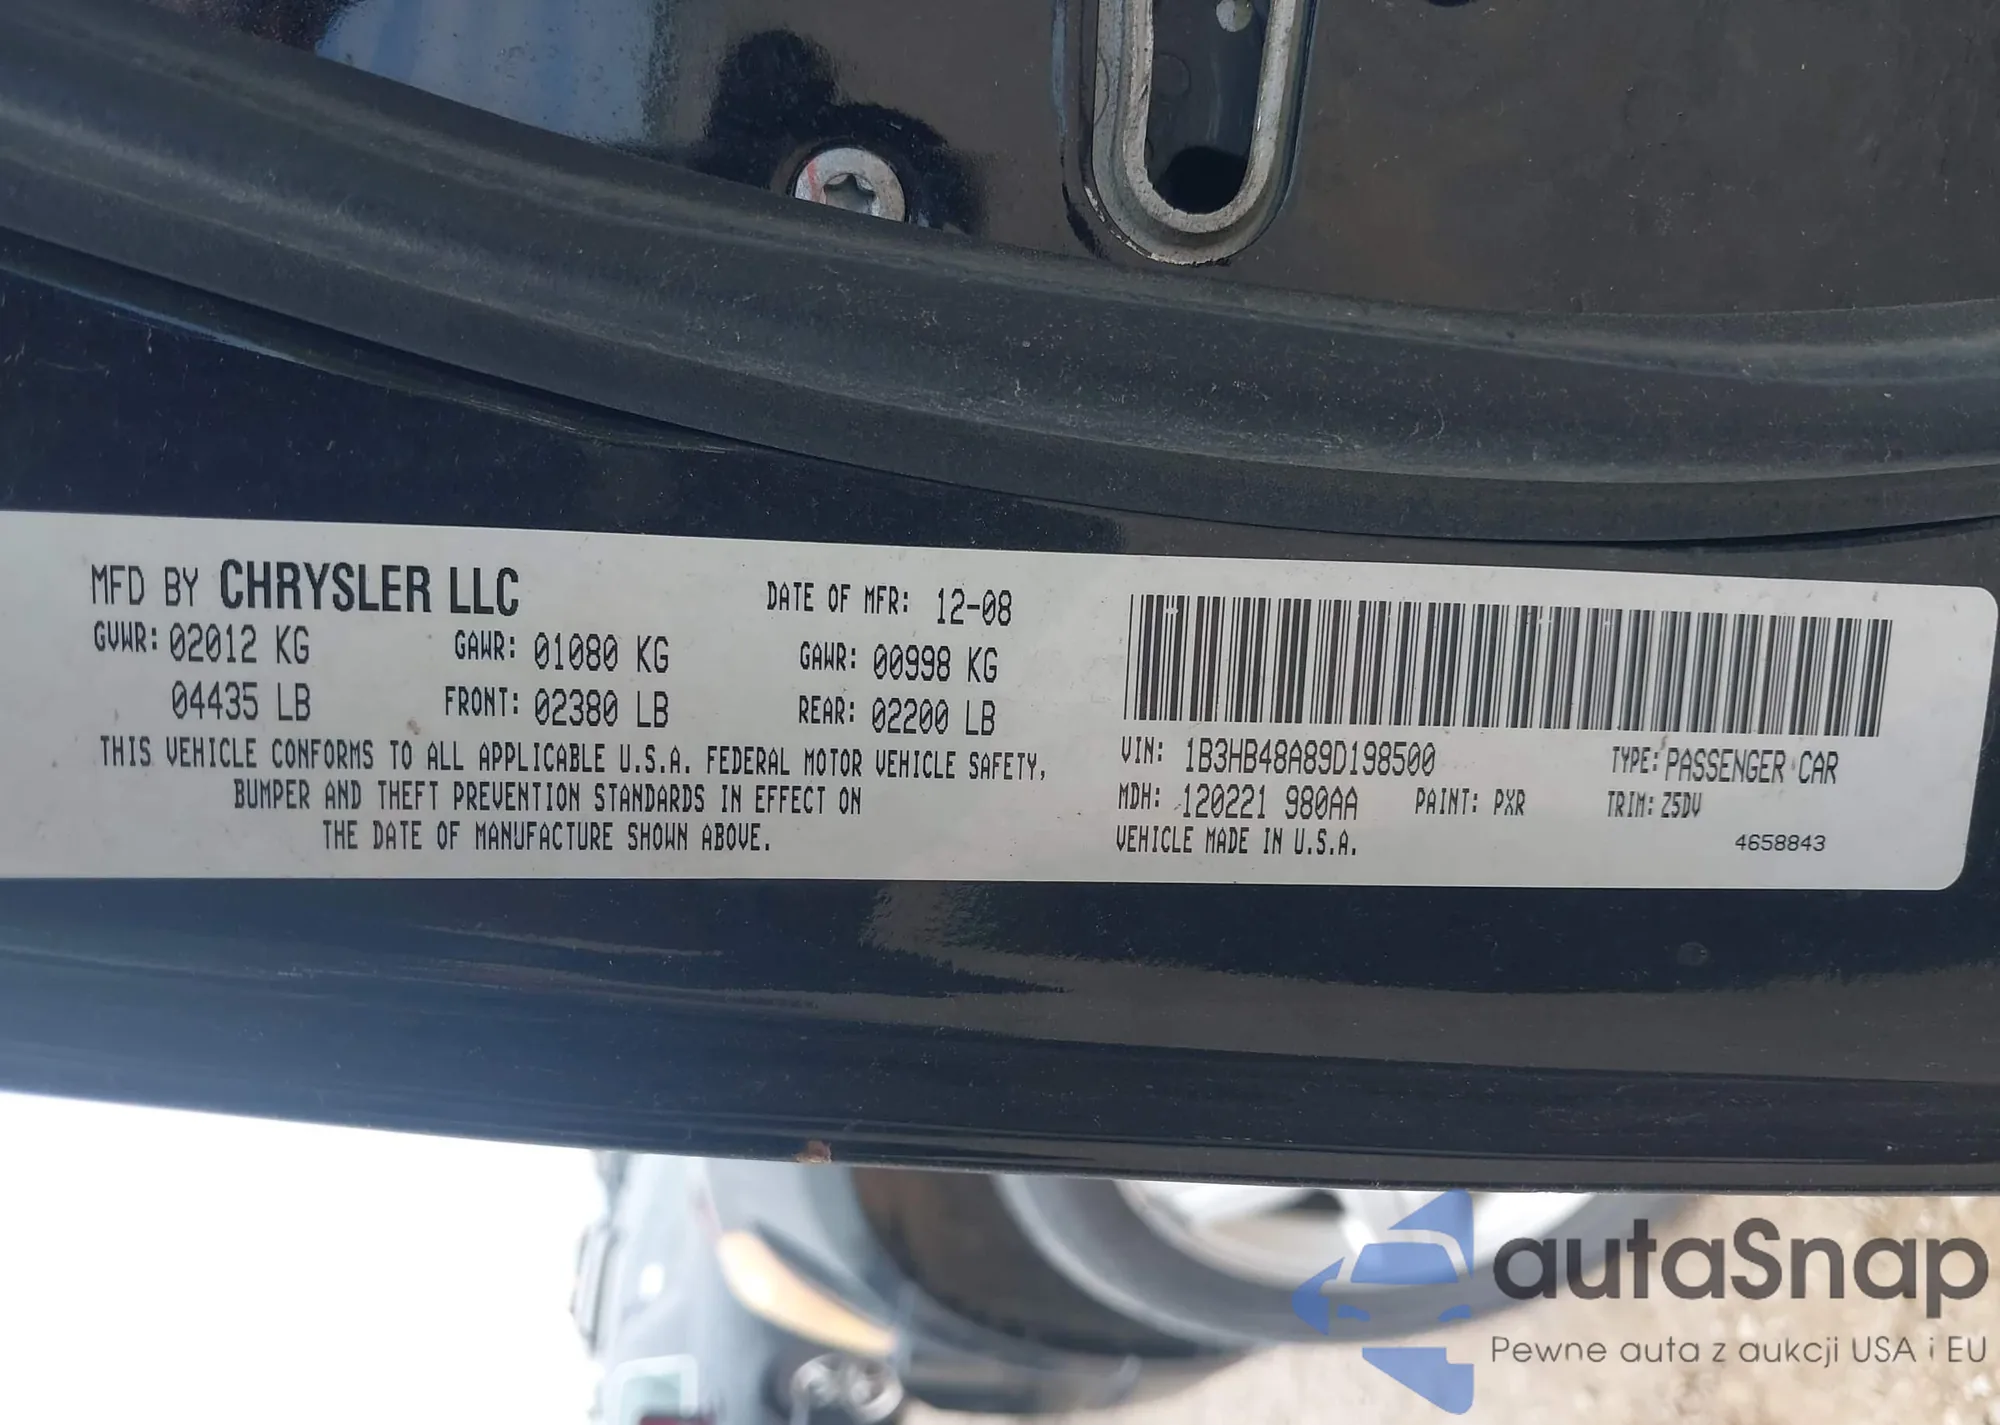 MFD BY CHRYSLER LLC DATE OF MFR: 12-08
GVWR: 02012 KG GAWR: 01080 KG GAWR: 00998 KG
04435 LB FRONT: 02380 LB REAR: 02200 LB
THIS VEHICLE CONFORMS TO ALL APPLICABLE U.S.A. FEDERAL MOTOR VEHICLE SAFETY,
BUMPER AND THEFT PREVENTION STANDARDS IN EFFECT ON
THE DATE OF MANUFACTURE SHOWN ABOVE.
VIN: 1B3HB48A89D198500 TYPE: PASSENGER CAR
MDH: 120221 980AA PAINT: PXR TRIM: Z5DV
VEHICLE MADE IN U.S.A. 4658843
autaSnap
Pewne auta z aukcji USA i EU